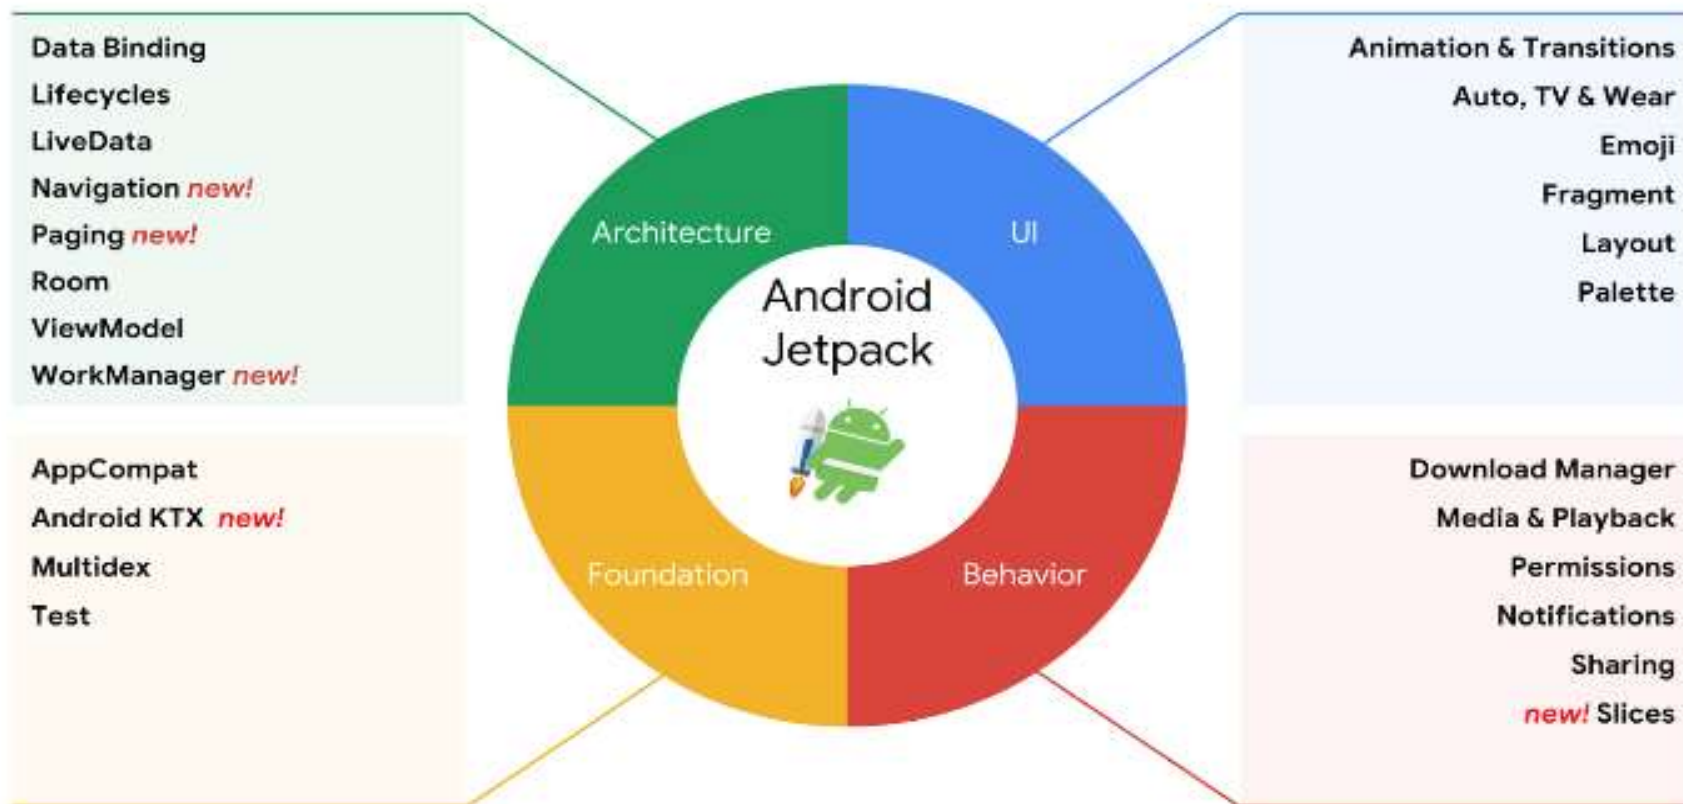 Data Binding
Lifecycles
LiveData
Navigation new!
Paging new!
Room
ViewModel
WorkManager new!
AppCompat
Android KTX new!
Multidex
Test
Architecture
UI
Android
Jetpack
Foundation
Behavior
Animation & Transitions
Auto, TV & Wear
Emoji
Fragment
Layout
Palette
Download Manager
Media & Playback
Permissions
Notifications
Sharing
new! Slices